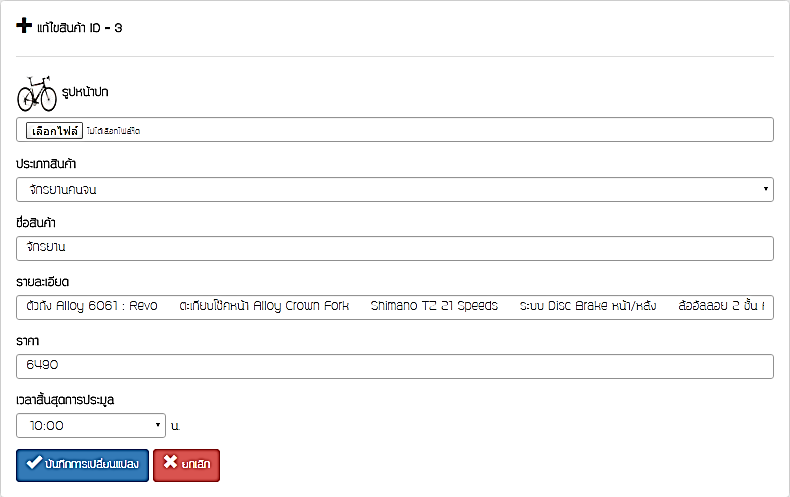 แก้ไขสินค้า ID - 3
รูปหน้าปก
เลือกไฟล์ ไม่ได้เลือกไฟล์ใด
ประเภทสินค้า
จักรยานคนจน
ชื่อสินค้า
จักรยาน
รายละเอียด
ตัวถัง Alloy 6061 : Revo ตะเกียบโช๊คหน้า Alloy Crown Fork Shimano TZ 21 Speeds ระบบ Disc Brake หน้า/หลัง ล้ออัลลอย 2 ชั้น
ราคา
6490
เวลาสิ้นสุดการประมูล
10:00 น.
บันทึกการเปลี่ยนแปลง ยกเลิก